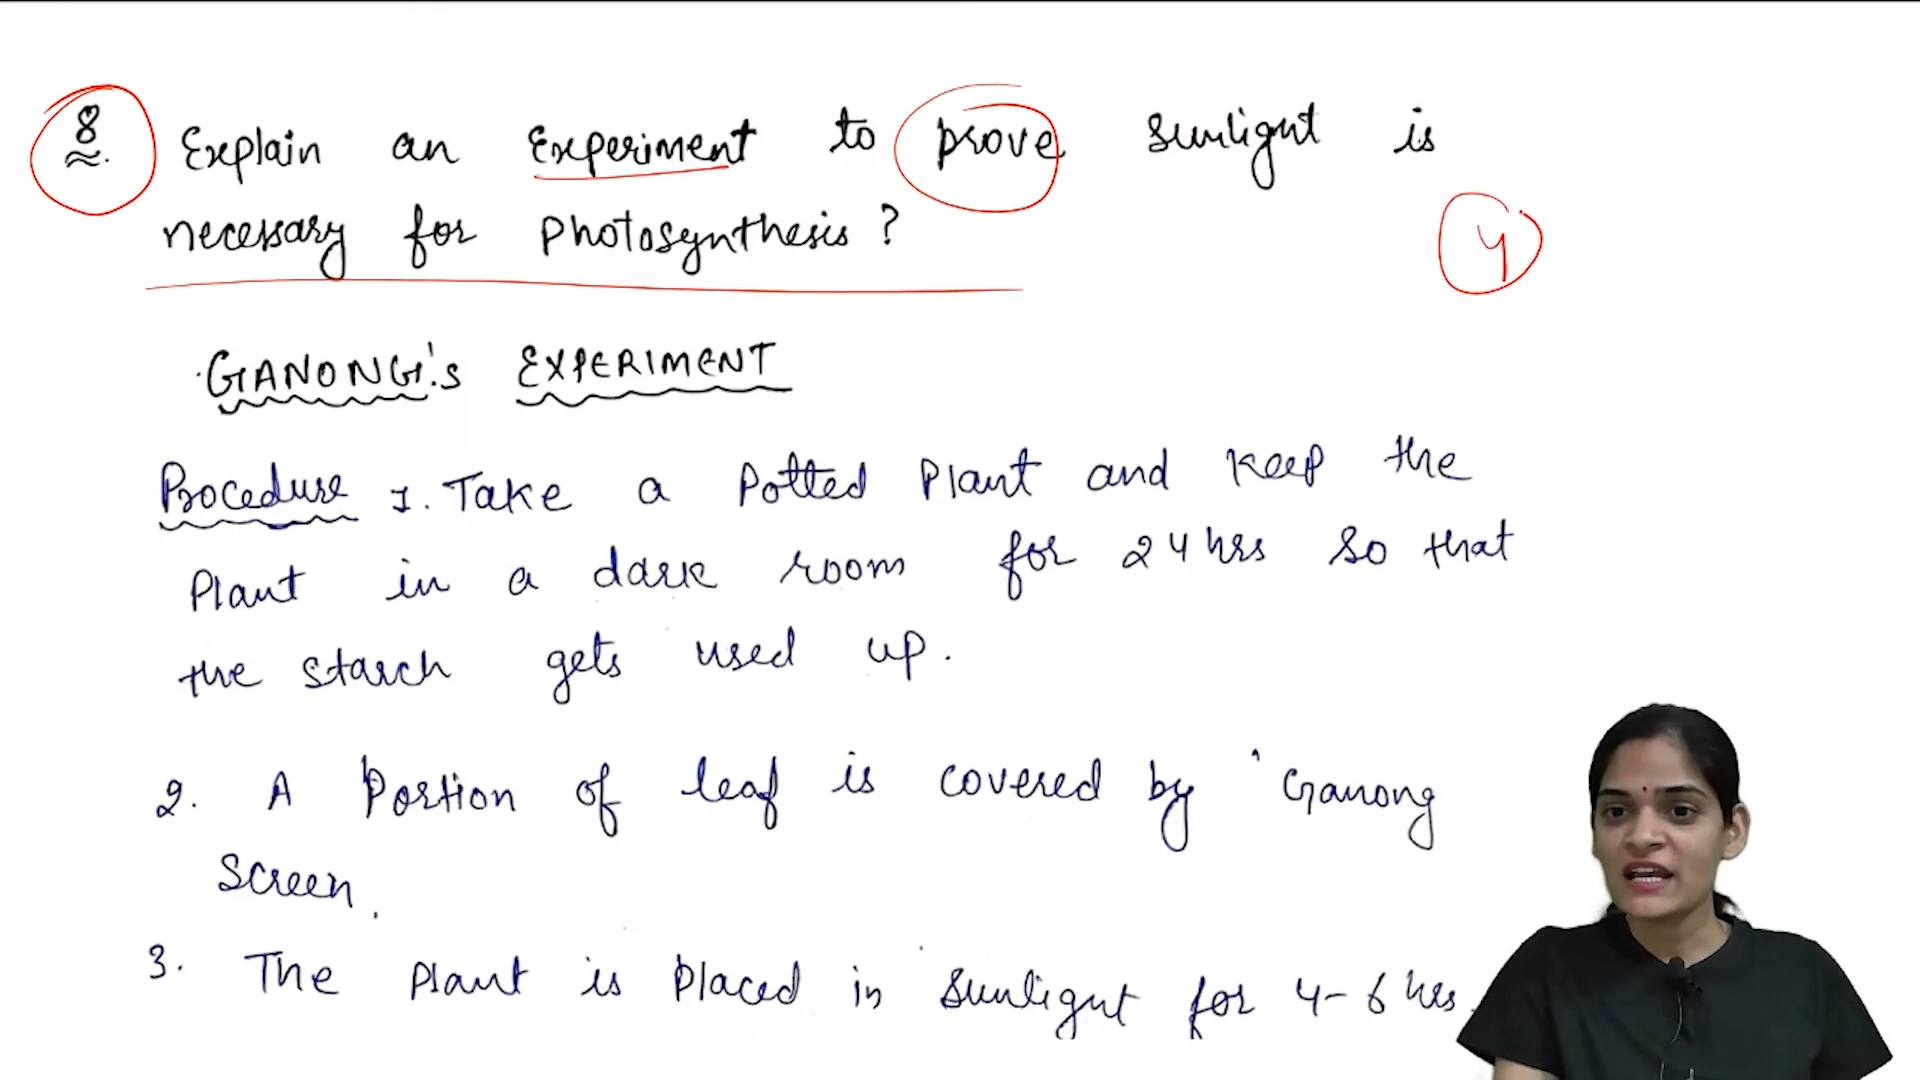 8. Explain an Experiment to prove sunlight is
necessary for Photosynthesis?
4
GANONG'S EXPERIMENT
Procedure 1. Take a Potted Plant and keep the
Plant in a dark room for 24 hrs so that
the starch gets used up.
2. A Portion of leaf is covered by 'Ganong
Screen.
3. The Plant is Placed in sunlight for 4-6 hrs.